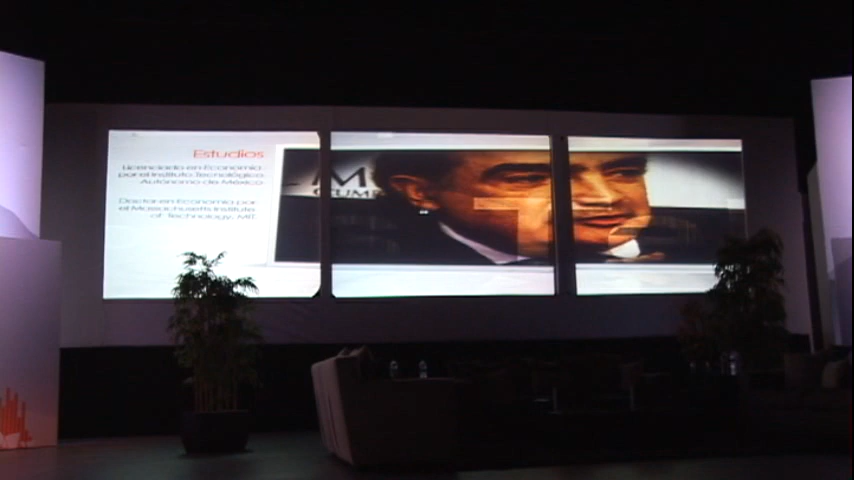 Estudios
Licenciado en Economía
por el Instituto Tecnológico
Autónomo de México
Doctor en Economía por
el Massachusetts Institute
of Technology, MIT